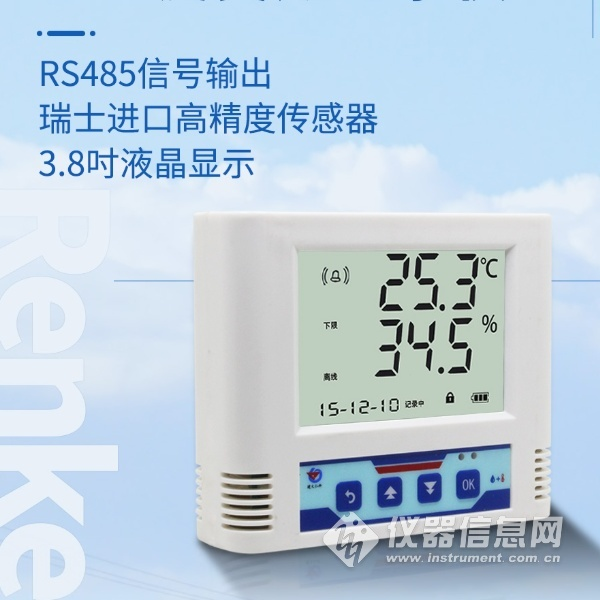 RS485信号输出
瑞士进口高精度传感器
3.8吋液晶显示
Renke
25.3℃
下限
34.5%
离线
15-12-10 记录中
OK
仪器信息网
www.instrument.com.cn